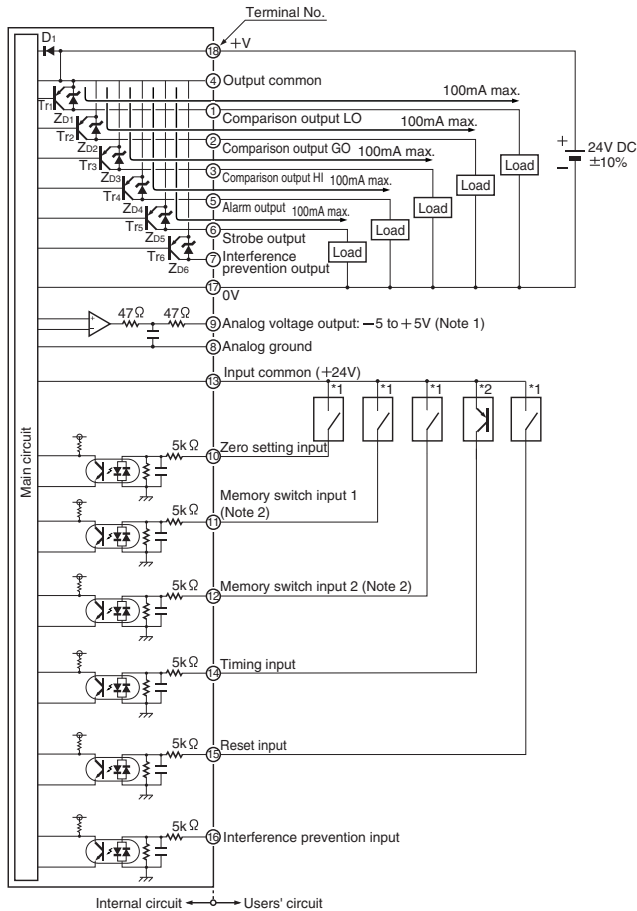 Terminal No.
D1
18
+V
4
Output common
100mA max.
Tr1
1
ZD1
Comparison output LO
100mA max.
Tr2
2
ZD2
Comparison output GO
100mA max.
Tr3
3
ZD3
Comparison output HI
100mA max.
Tr4
5
ZD4
Alarm output
100mA max.
Tr5
6
ZD5
Strobe output
Tr6
7
ZD6
Interference
prevention output
Load
Load
Load
Load
Load
+
−
24V DC
±10%
17
0V
47Ω
47Ω
9
Analog voltage output: −5 to +5V (Note 1)
+
−
8
Analog ground
13
Input common (+24V)
*1
*1
*1
*2
*1
Main circuit
5kΩ
10
Zero setting input
5kΩ
11
Memory switch input 1
(Note 2)
5kΩ
12
Memory switch input 2 (Note 2)
5kΩ
14
Timing input
5kΩ
15
Reset input
5kΩ
16
Interference prevention input
Internal circuit
Users' circuit